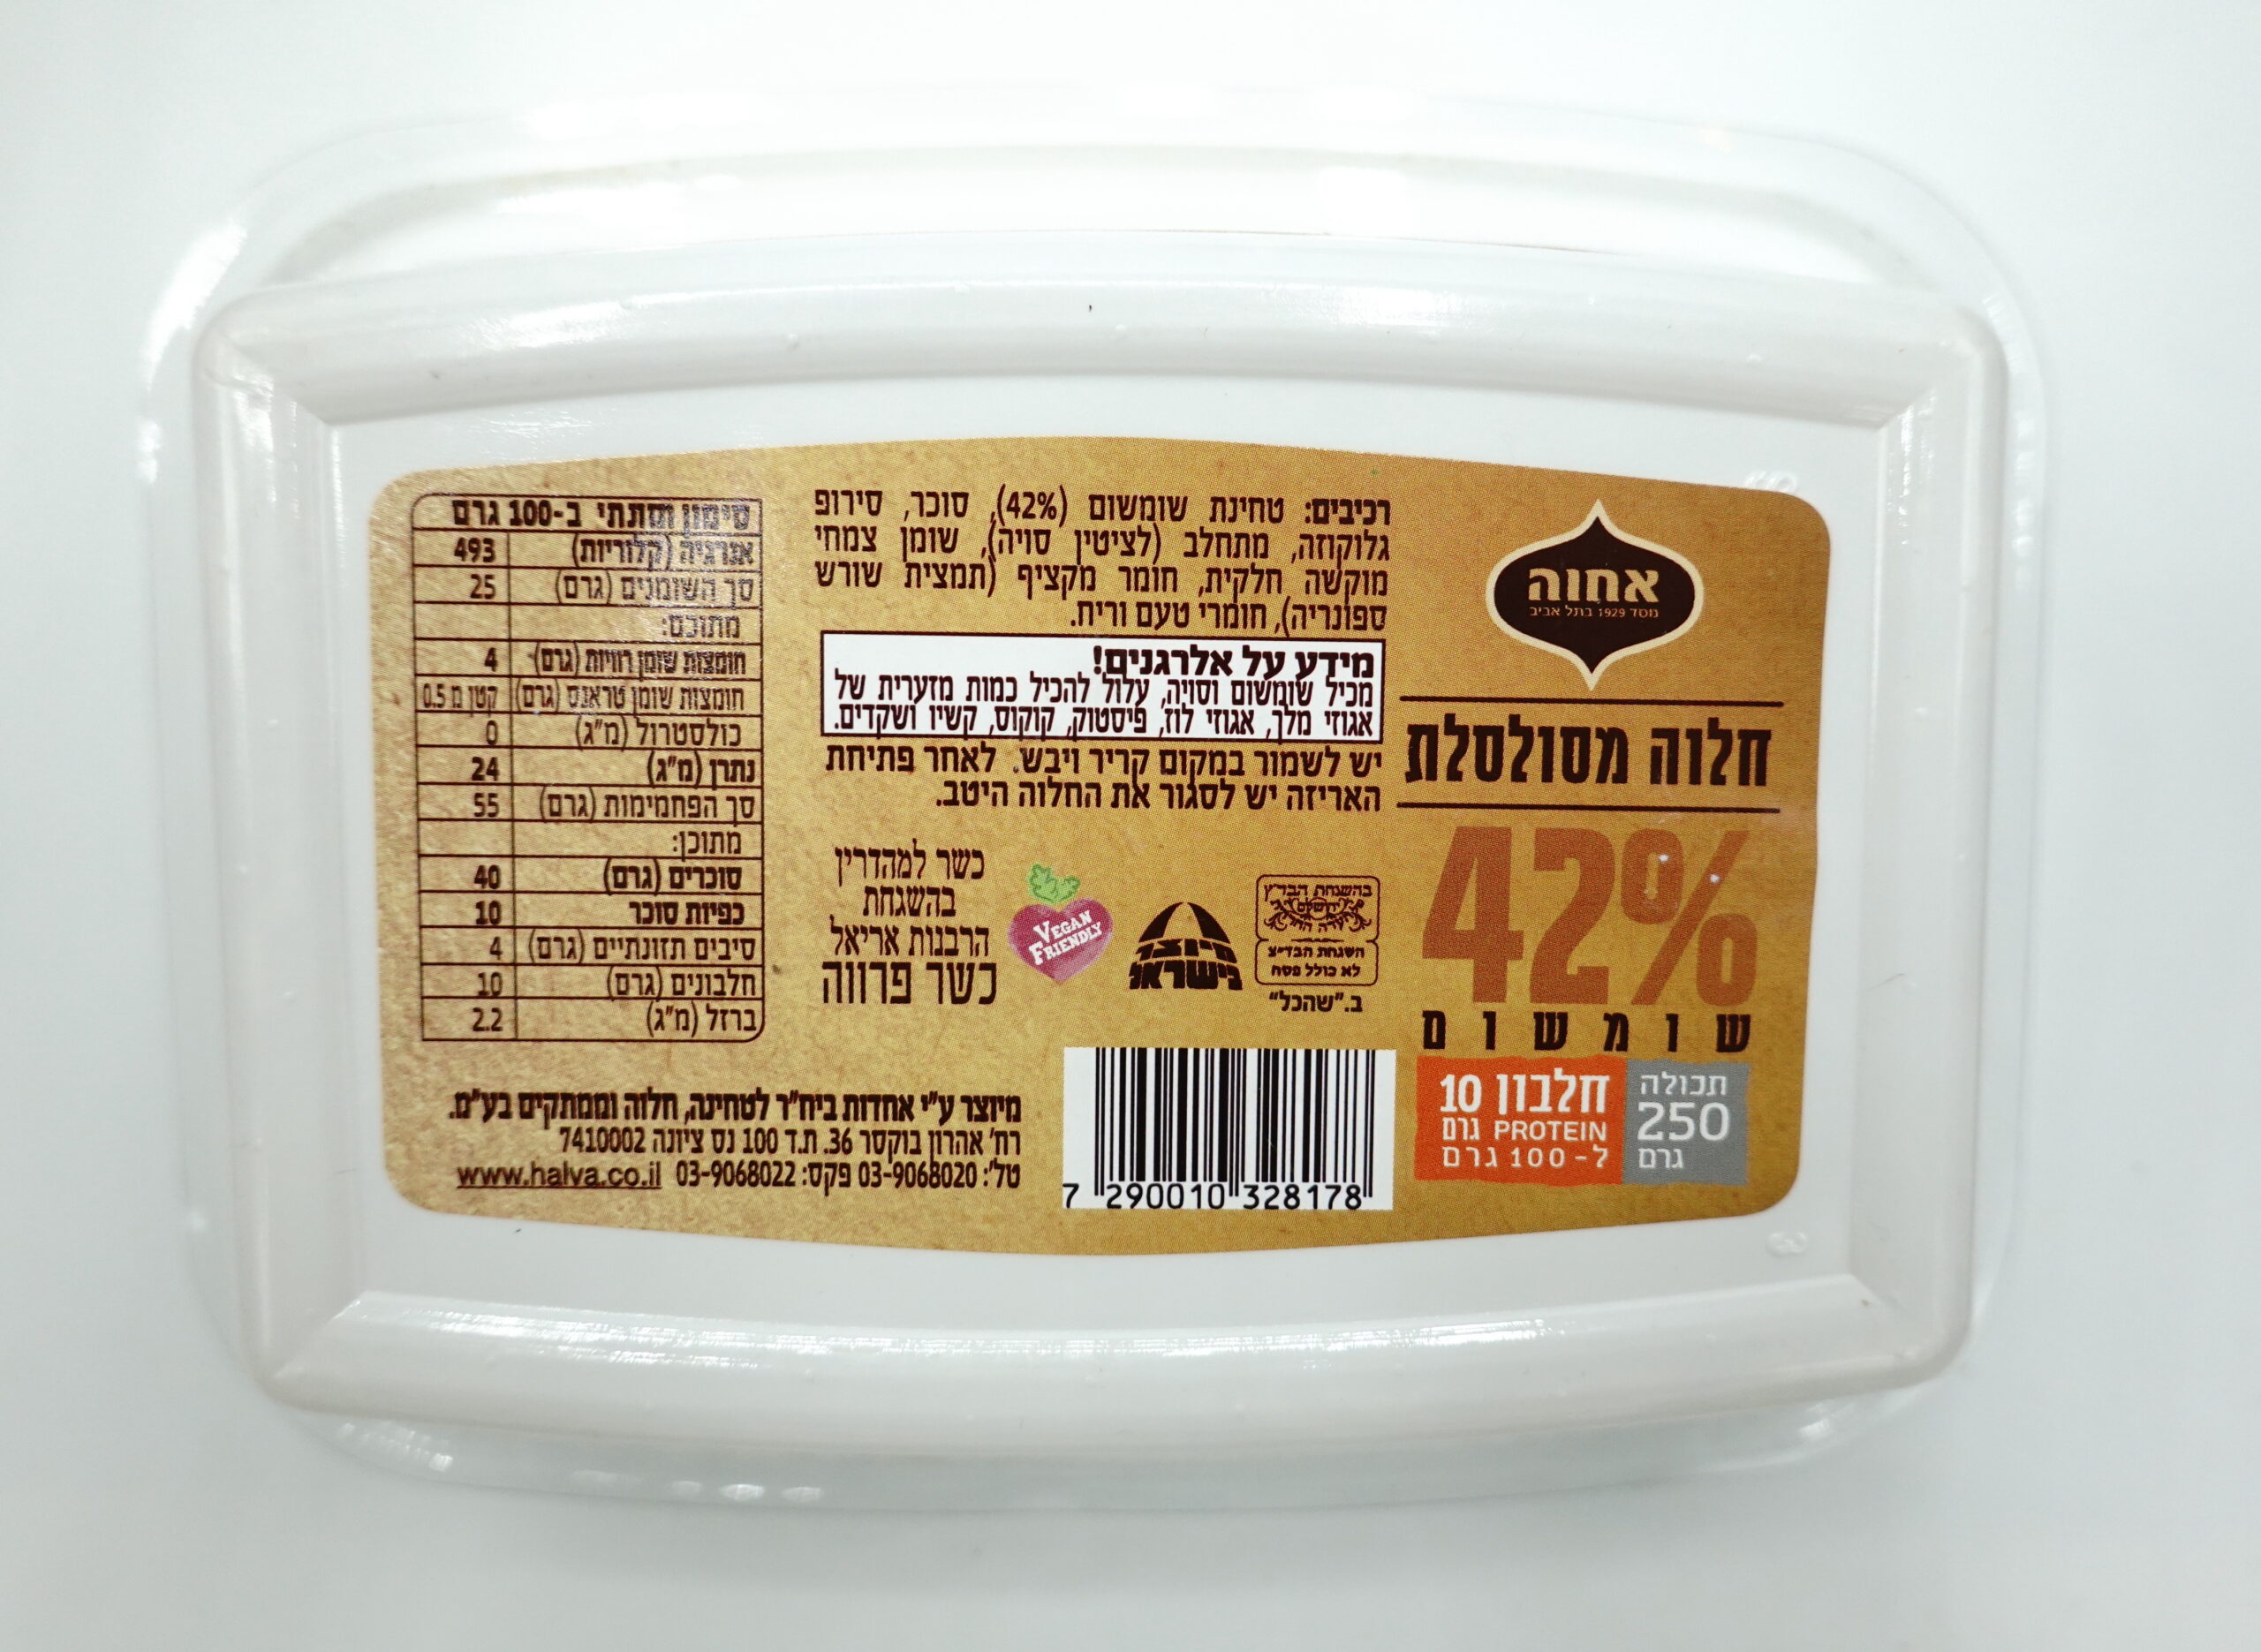 אחוה
נוסד 1929 בתל אביב
חלוה מסולסלת
42%
שומשום
תכולה
250
גרם
חלבון 10
PROTEIN גרם
ל-100 גרם
רכיבים: טחינת שומשום (42%), סוכר, סירופ
גלוקוזה, מתחלב (לציטין סויה), שומן צמחי
מוקשה חלקית, חומר מקציף (תמצית שורש
ספונריה), חומרי טעם וריח.
מידע על אלרגנים!
מכיל שומשום וסויה, עלול להכיל כמות מזערית של
אגוזי מלך, אגוזי לוז, פיסטוק, קוקוס, קשיו ושקדים.
יש לשמור במקום קריר ויבש. לאחר פתיחת
האריזה יש לסגור את החלוה היטב.
בהשגחת הבד״ץ
השגחת הבד״צ
לא כולל פסח
ב."שהכל"
מיוצר
בישראל
VEGAN
FRIENDLY
כשר למהדרין
בהשגחת
הרבנות אריאל
כשר פרווה
7 290010 328178
סימון תזונתי ב-100 גרם
אנרגיה (קלוריות) 493
סך השומנים (גרם) 25
מתוכם:
חומצות שומן רוויות (גרם) 4
חומצות שומן טראנס (גרם) קטן מ 0.5
כולסטרול (מ"ג) 0
נתרן (מ"ג) 24
סך הפחמימות (גרם) 55
מתוכן:
סוכרים (גרם) 40
כפיות סוכר 10
סיבים תזונתיים (גרם) 4
חלבונים (גרם) 10
ברזל (מ"ג) 2.2
מיוצר ע"י אחדות ביח"ר לטחינה, חלוה וממתקים בע"מ.
רח' אהרון בוקסר 36. ת.ד 100 נס ציונה 7410002
טל': 03-9068020 פקס: 03-9068022 www.halva.co.il